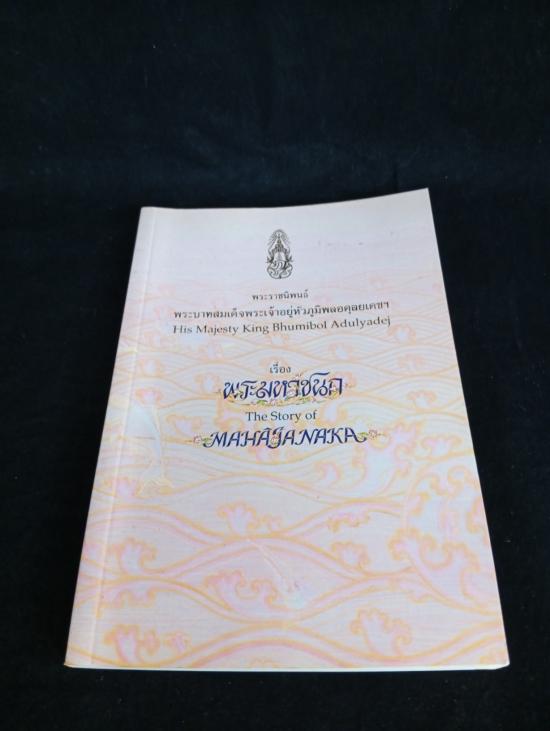 พระราชนิพนธ์
พระบาทสมเด็จพระเจ้าอยู่หัวภูมิพลอดุลยเดชฯ
His Majesty King Bhumibol Adulyadej
เรื่อง
พระมหาชนก
The Story of
MAHĀJANAKA